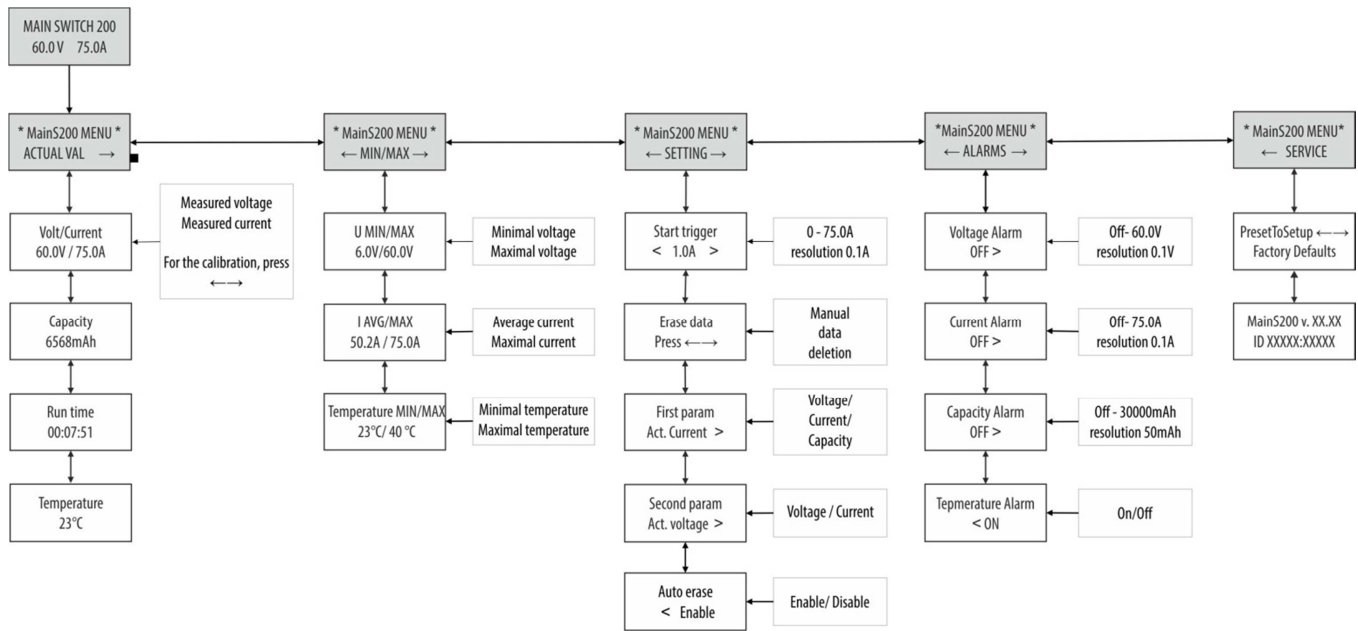 MAIN SWITCH 200
60.0 V 75.0A
* MainS200 MENU *
ACTUAL VAL →
Volt/Current
60.0V / 75.0A
Measured voltage
Measured current
For the calibration, press
←→
Capacity
6568mAh
Run time
00:07:51
Temperature
23°C
* MainS200 MENU *
← MIN/MAX →
U MIN/MAX
6.0V/60.0V
Minimal voltage
Maximal voltage
I AVG/MAX
50.2A / 75.0A
Average current
Maximal current
Temperature MIN/MAX
23°C/ 40 °C
Minimal temperature
Maximal temperature
* MainS200 MENU *
← SETTING →
Start trigger
< 1.0A >
0 - 75.0A
resolution 0.1A
Erase data
Press ←→
Manual
data
deletion
First param
Act. Current >
Voltage/
Current/
Capacity
Second param
Act. voltage >
Voltage / Current
Auto erase
< Enable
Enable/ Disable
*MainS200 MENU *
← ALARMS →
Voltage Alarm
OFF >
Off- 60.0V
resolution 0.1V
Current Alarm
OFF >
Off- 75.0A
resolution 0.1A
Capacity Alarm
OFF >
Off - 30000mAh
resolution 50mAh
Tepmerature Alarm
< ON
On/Off
* MainS200 MENU*
← SERVICE
PresetToSetup ←→
Factory Defaults
MainS200 v. XX.XX
ID XXXXX:XXXXX